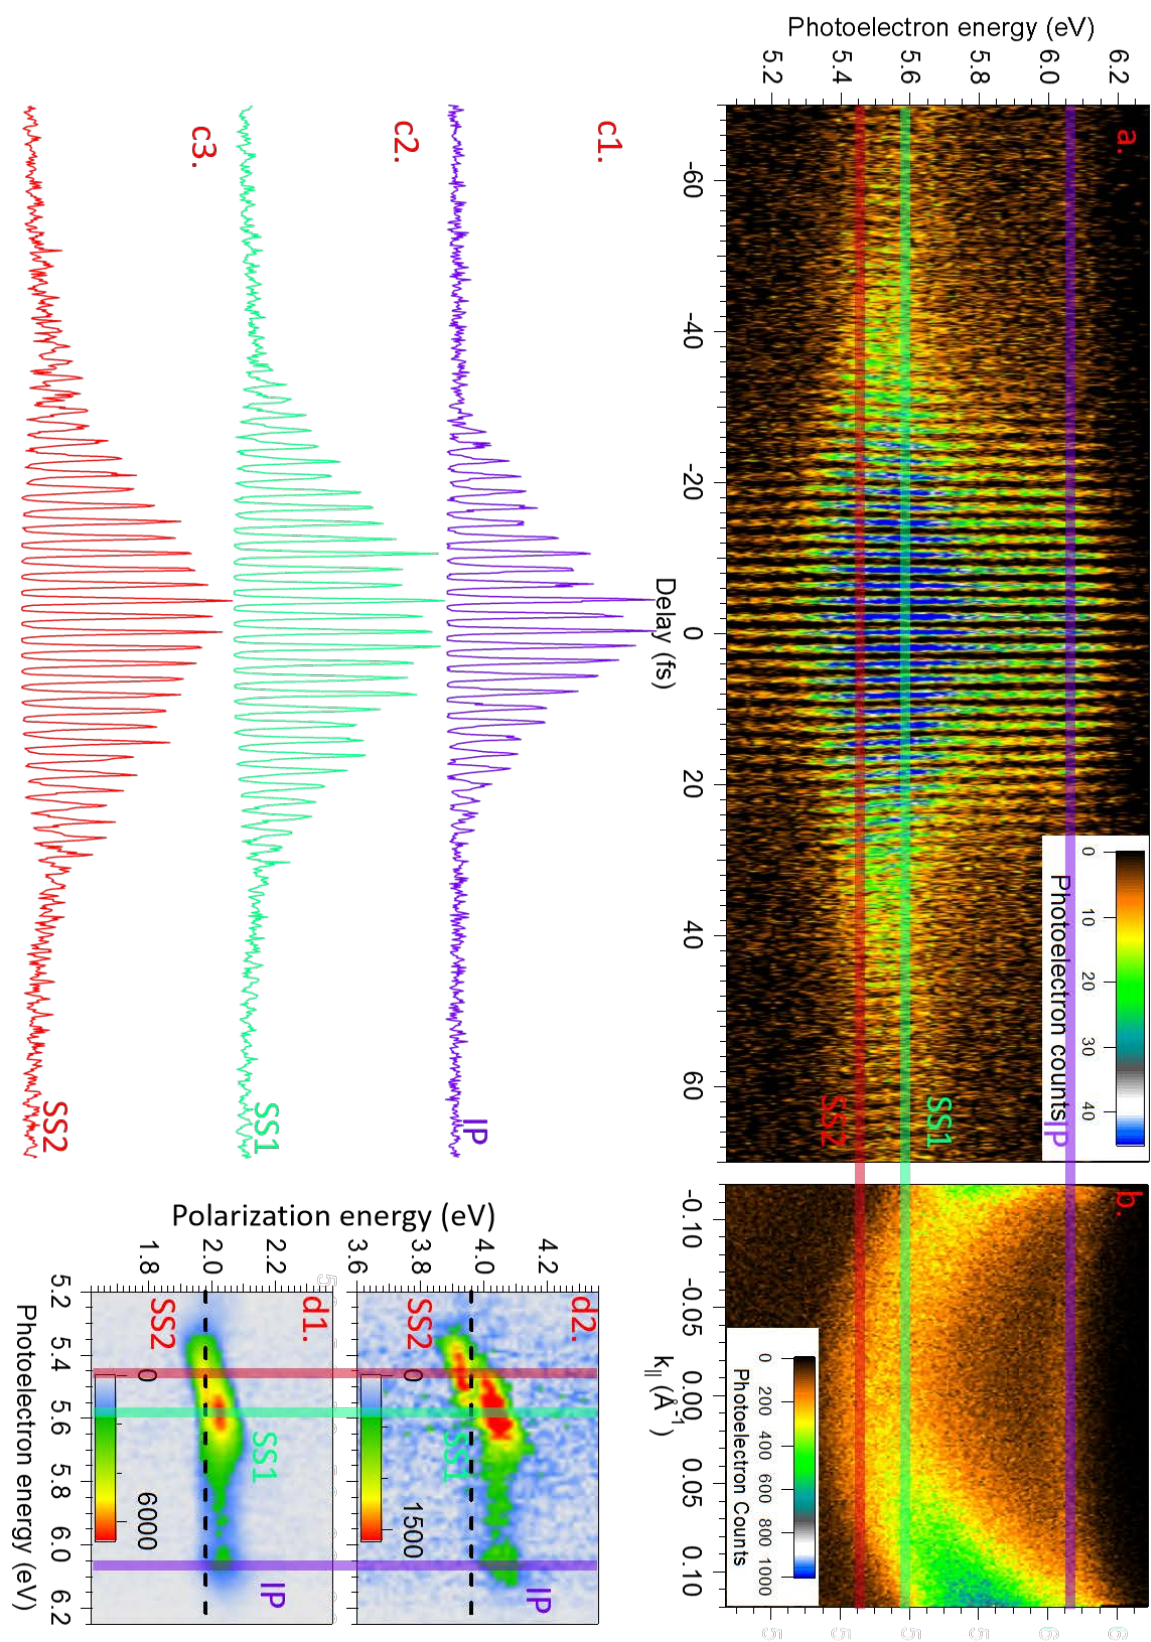 Photoelectron energy (eV)
5.2 5.4 5.6 5.8 6.0 6.2
a.
-60 -40 -20 0 20 40 60
Delay (fs)
0 10 20 30 40
Photoelectron counts
IP
SS1
SS2
b.
-0.10 -0.05 0.00 0.05 0.10
k|| (Å-1)
0 200 400 600 800 1000
Photoelectron Counts
c1.
IP
c2.
SS1
c3.
SS2
Polarization energy (eV)
3.6 3.8 4.0 4.2
d2.
SS2
SS1
IP
0 1500
1.8 2.0 2.2
d1.
SS2
SS1
IP
0 6000
5.2 5.4 5.6 5.8 6.0 6.2
Photoelectron energy (eV)